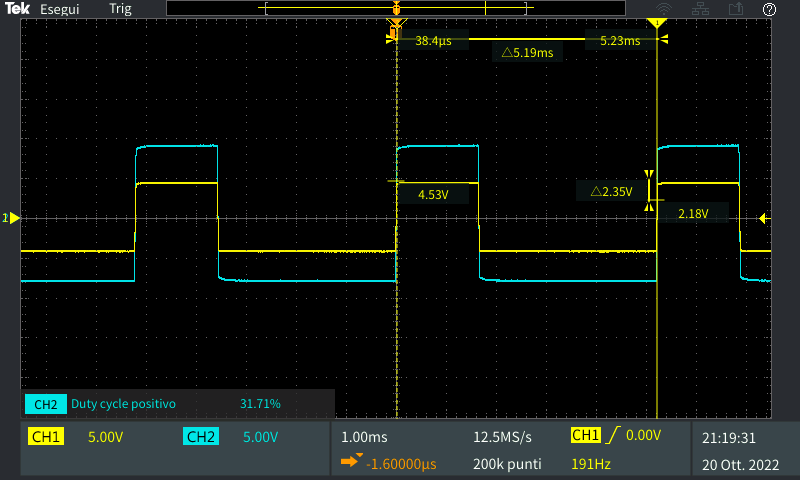 Tek Esegui Trig
38.4µs 5.23ms
△5.19ms
△2.35V
4.53V
2.18V
CH2 Duty cycle positivo 31.71%
CH1 5.00V CH2 5.00V 1.00ms 12.5MS/s CH1 0.00V 21:19:31
-1.60000µs 200k punti 191Hz 20 Ott. 2022